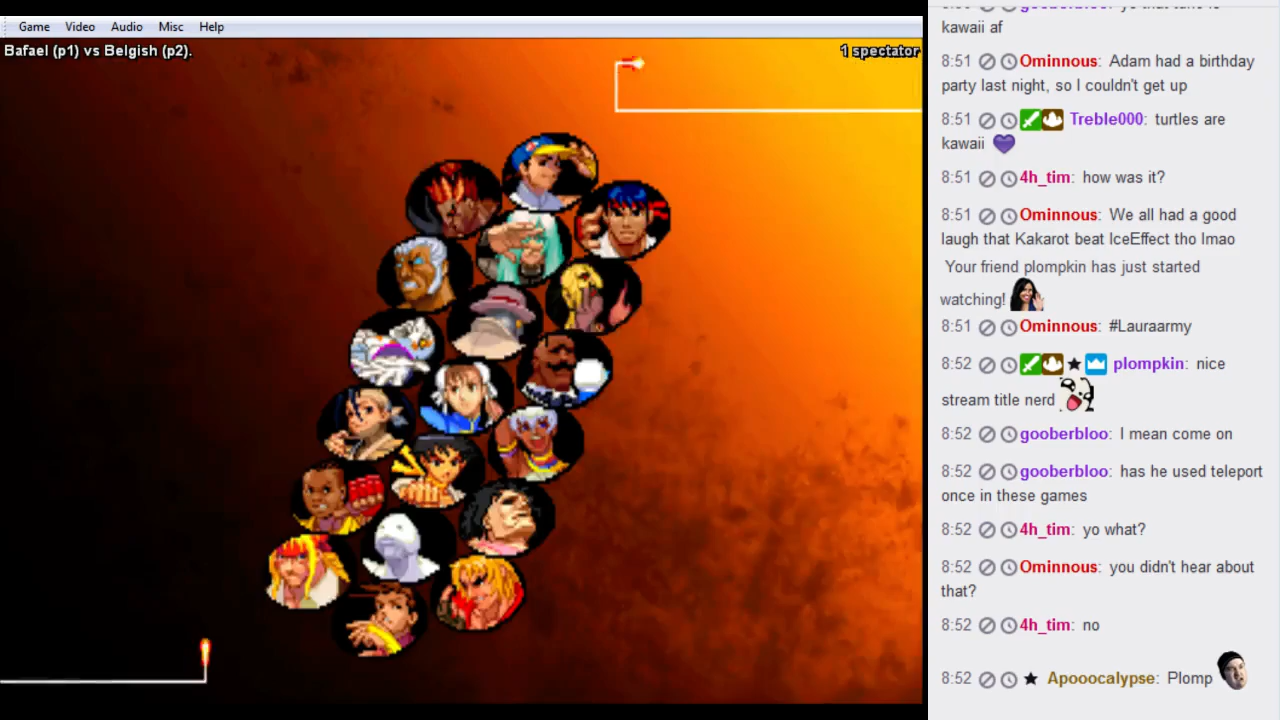 Game Video Audio Misc Help
Bafael (p1) vs Belgish (p2).
1 spectator
kawaii af
8:51 Ominnous: Adam had a birthday
party last night, so I couldn't get up
8:51 Treble000: turtles are
kawaii
8:51 4h_tim: how was it?
8:51 Ominnous: We all had a good
laugh that Kakarot beat IceEffect tho lmao
Your friend plompkin has just started
watching!
8:51 Ominnous: #Lauraarmy
8:52 plompkin: nice
stream title nerd
8:52 gooberbloo: I mean come on
8:52 gooberbloo: has he used teleport
once in these games
8:52 4h_tim: yo what?
8:52 Ominnous: you didn't hear about
that?
8:52 4h_tim: no
8:52 Apooocalypse: Plomp